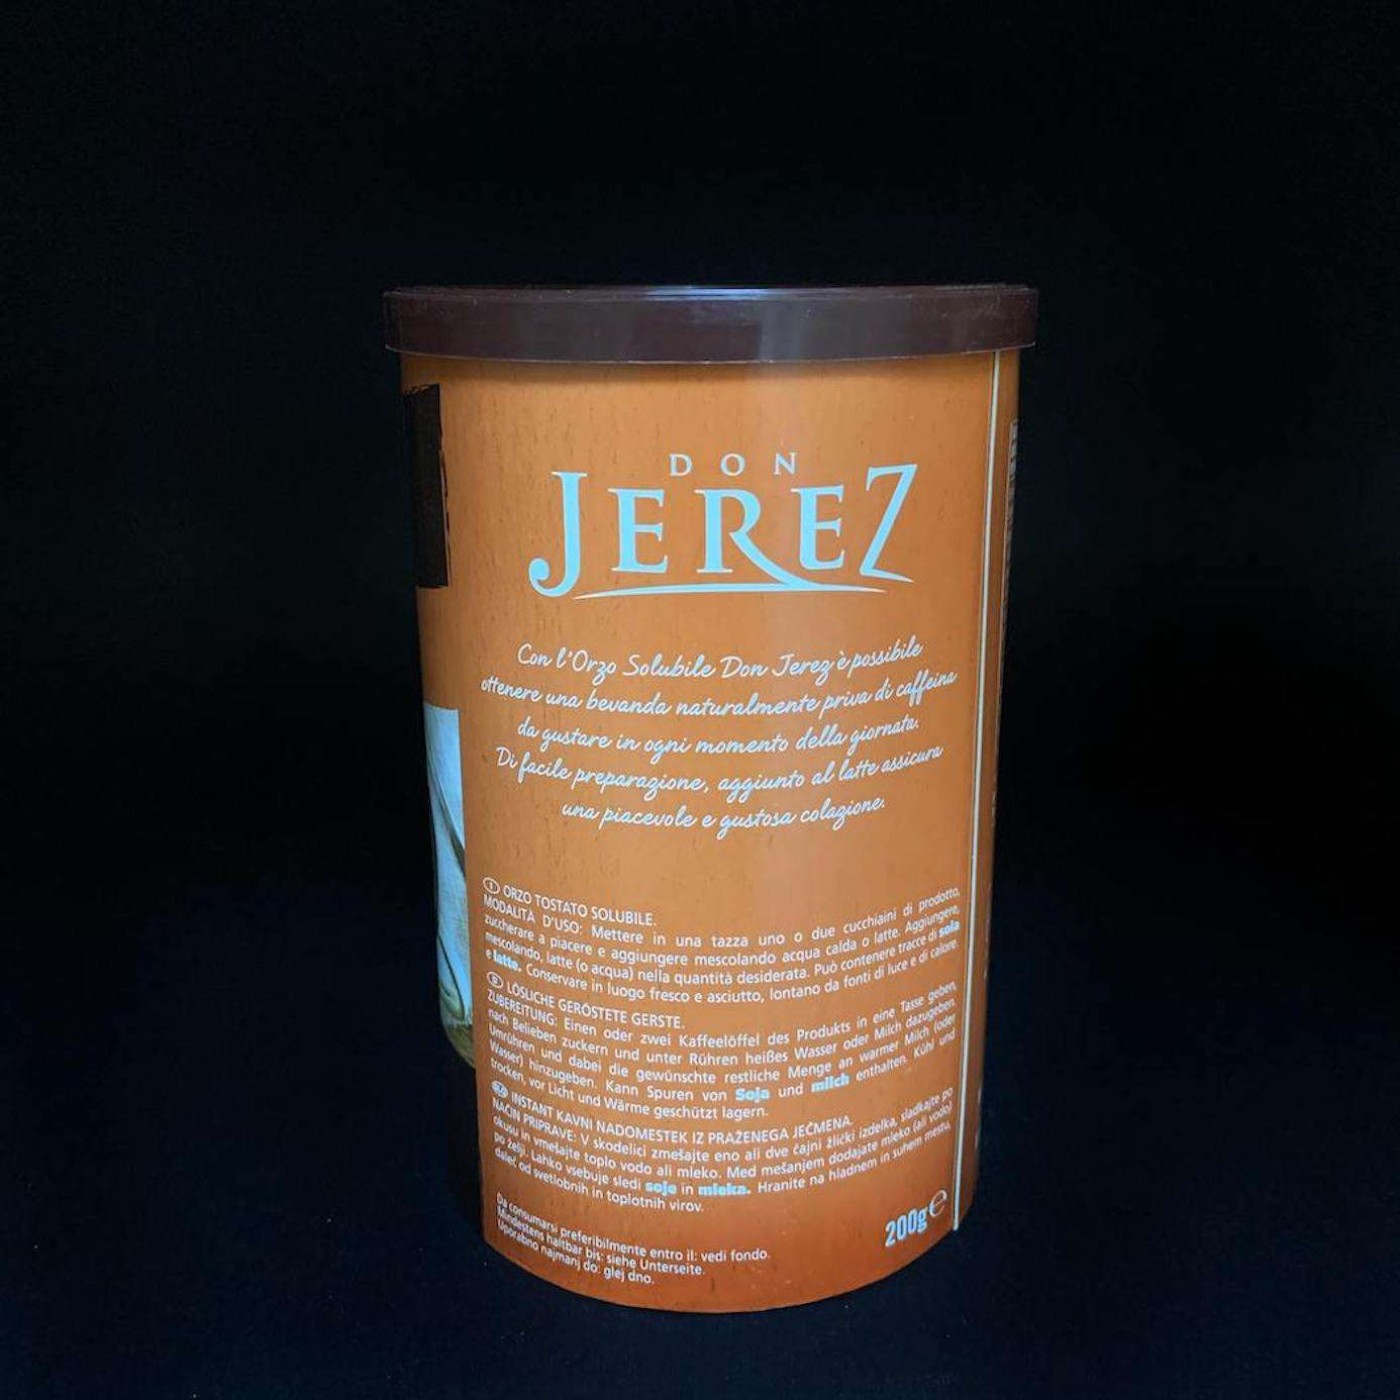 DON
JEREZ
Con l'Orzo Solubile Don Jerez è possibile
ottenere una bevanda naturalmente priva di caffeina
da gustare in ogni momento della giornata.
Di facile preparazione, aggiunto al latte assicura
una piacevole e gustosa colazione.
I ORZO TOSTATO SOLUBILE.
MODALITÀ D'USO: Mettere in una tazza uno o due cucchiaini di prodotto,
zuccherare a piacere e aggiungere mescolando acqua calda o latte. Aggiungere,
mescolando, latte (o acqua) nella quantità desiderata. Può contenere tracce di soia
e latte. Conservare in luogo fresco e asciutto, lontano da fonti di luce e di calore.
LÖSLICHE GERÖSTETE GERSTE.
ZUBEREITUNG: Einen oder zwei Kaffeelöffel des Produkts in eine Tasse geben,
nach Belieben zuckern und unter Rühren heißes Wasser oder Milch dazugeben.
Umrühren und dabei die gewünschte restliche Menge an warmer Milch (oder
Wasser) hinzugeben. Kann Spuren von Soja und milch enthalten. Kühl und
trocken, vor Licht und Wärme geschützt lagern.
INSTANT KAVNI NADOMESTEK IZ PRAŽENEGA JEČMENA.
NAČIN PRIPRAVE: V skodelici zmešajte eno ali dve čajni žlički izdelka, sladkajte po
okusu in vmešajte toplo vodo ali mleko. Med mešanjem dodajate mleko (ali vodo)
po želji. Lahko vsebuje sledi soje in mleka. Hranite na hladnem in suhem mestu,
daleč od svetlobnih in toplotnih virov.
Da consumarsi preferibilmente entro il: vedi fondo.
Mindestens haltbar bis: siehe Unterseite.
Uporabno najmanj do: glej dno.
200g e